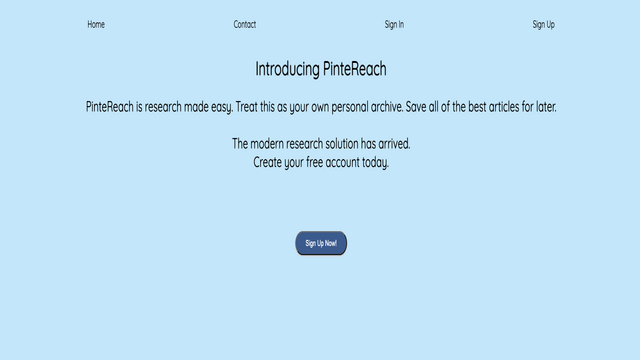 Home Contact Sign In Sign Up
Introducing PinteReach
PinteReach is research made easy. Treat this as your own personal archive. Save all of the best articles for later.
The modern research solution has arrived.
Create your free account today.
Sign Up Now!